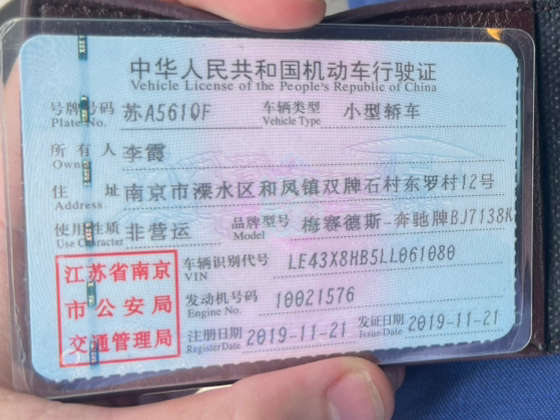 中华人民共和国机动车行驶证
Vehicle License of the People's Republic of China
号牌号码 苏A561QF 车辆类型 小型轿车
Plate No. Vehicle Type
所有人 李霞
Owner
住址 南京市溧水区和凤镇双牌石村东罗村12号
Address
使用性质 非营运 品牌型号 梅赛德斯-奔驰牌BJ7138K
Use Character Model
江苏省南京市公安局交通管理局
车辆识别代号 LE43X8HB5LL061080
VIN
发动机号码 10021576
Engine No.
注册日期 2019-11-21 发证日期 2019-11-21
Register Date Issue Date